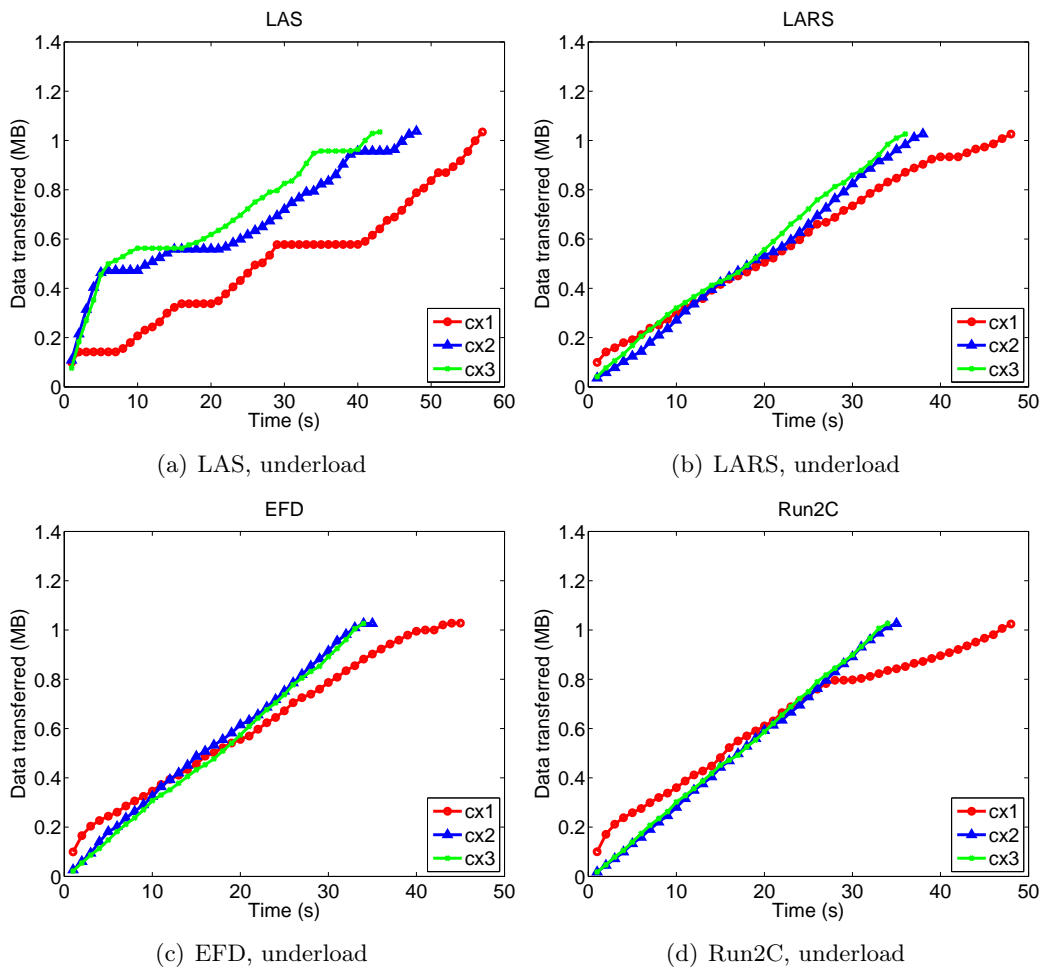 LAS
1.4
1.2
1
0.8
0.6
0.4
0.2
0
Data transferred (MB)
0 10 20 30 40 50 60
Time (s)
cx1
cx2
cx3
(a) LAS, underload
LARS
1.4
1.2
1
0.8
0.6
0.4
0.2
0
Data transferred (MB)
0 10 20 30 40 50
Time (s)
cx1
cx2
cx3
(b) LARS, underload
EFD
1.4
1.2
1
0.8
0.6
0.4
0.2
0
Data transferred (MB)
0 10 20 30 40 50
Time (s)
cx1
cx2
cx3
(c) EFD, underload
Run2C
1.4
1.2
1
0.8
0.6
0.4
0.2
0
Data transferred (MB)
0 10 20 30 40 50
Time (s)
cx1
cx2
cx3
(d) Run2C, underload